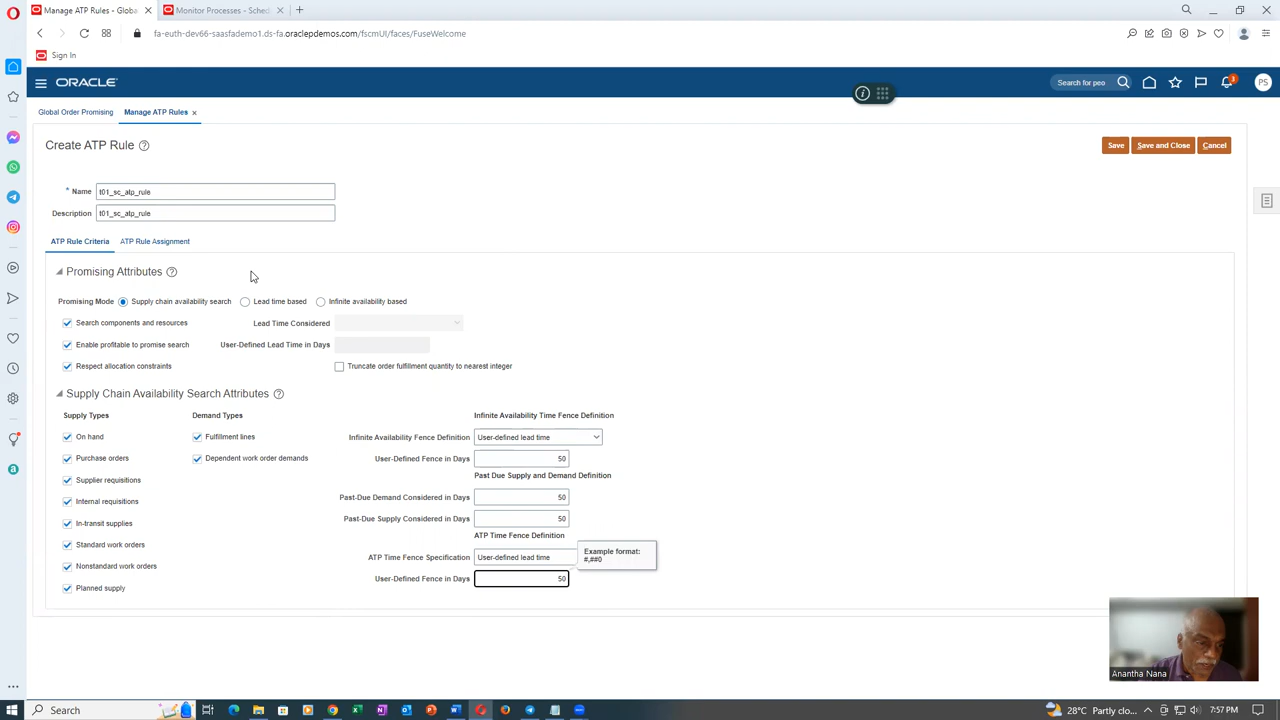 Manage ATP Rules - Globa
Monitor Processes - Sched
fa-euth-dev66-saasfademo1.ds-fa.oraclepdemos.com/fscmUI/faces/FuseWelcome
Sign In
ORACLE
Search for peo
3
PS
Global Order Promising
Manage ATP Rules
Create ATP Rule
Save
Save and Close
Cancel
* Name t01_sc_atp_rule
Description t01_sc_atp_rule
ATP Rule Criteria
ATP Rule Assignment
Promising Attributes
Promising Mode Supply chain availability search Lead time based Infinite availability based
Search components and resources
Lead Time Considered
Enable profitable to promise search
User-Defined Lead Time in Days
Respect allocation constraints
Truncate order fulfillment quantity to nearest integer
Supply Chain Availability Search Attributes
Supply Types
Demand Types
Infinite Availability Time Fence Definition
On hand
Fulfillment lines
Infinite Availability Fence Definition User-defined lead time
Purchase orders
Dependent work order demands
User-Defined Fence in Days 50
Past Due Supply and Demand Definition
Supplier requisitions
Internal requisitions
Past-Due Demand Considered in Days 50
In-transit supplies
Past-Due Supply Considered in Days 50
ATP Time Fence Definition
Standard work orders
Nonstandard work orders
ATP Time Fence Specification User-defined lead time
Example format:
#,##0
Planned supply
User-Defined Fence in Days 50
Anantha Nana
Search
28°C Partly clo...
7:57 PM